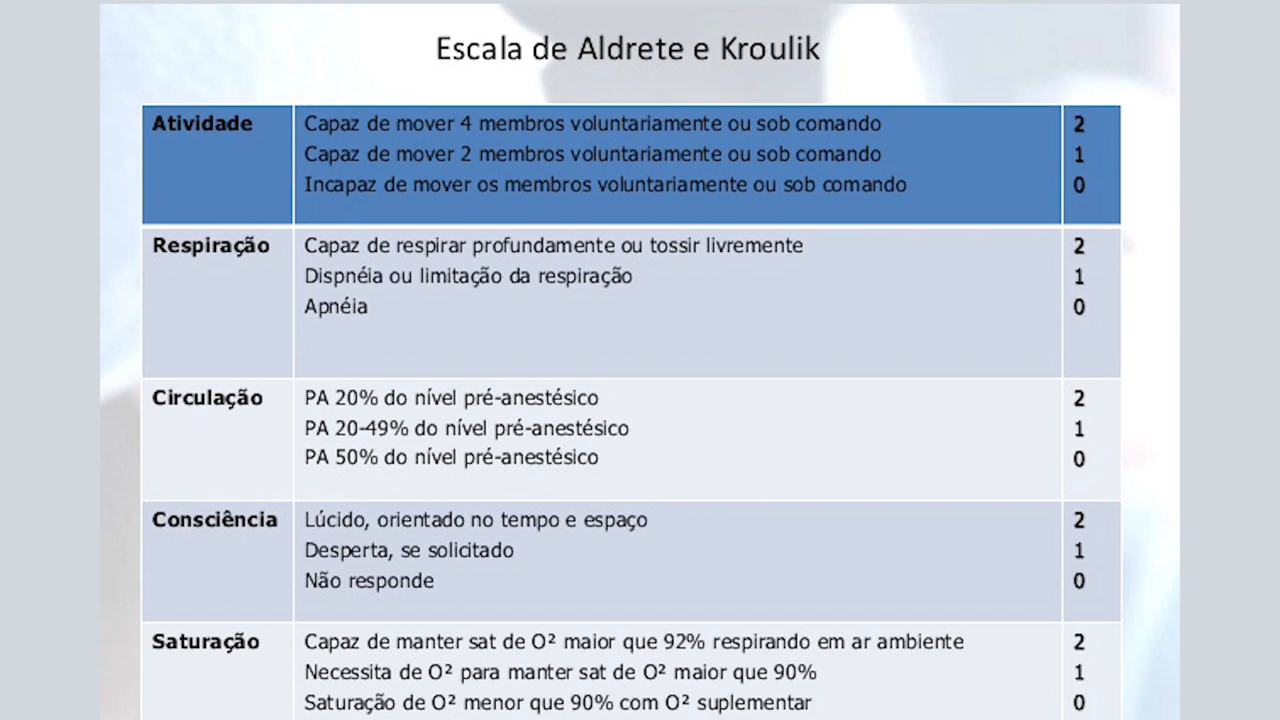 Escala de Aldrete e Kroulik
Atividade Capaz de mover 4 membros voluntariamente ou sob comando 2
Capaz de mover 2 membros voluntariamente ou sob comando 1
Incapaz de mover os membros voluntariamente ou sob comando 0
Respiração Capaz de respirar profundamente ou tossir livremente 2
Dispnéia ou limitação da respiração 1
Apnéia 0
Circulação PA 20% do nível pré-anestésico 2
PA 20-49% do nível pré-anestésico 1
PA 50% do nível pré-anestésico 0
Consciência Lúcido, orientado no tempo e espaço 2
Desperta, se solicitado 1
Não responde 0
Saturação Capaz de manter sat de O² maior que 92% respirando em ar ambiente 2
Necessita de O² para manter sat de O² maior que 90% 1
Saturação de O² menor que 90% com O² suplementar 0